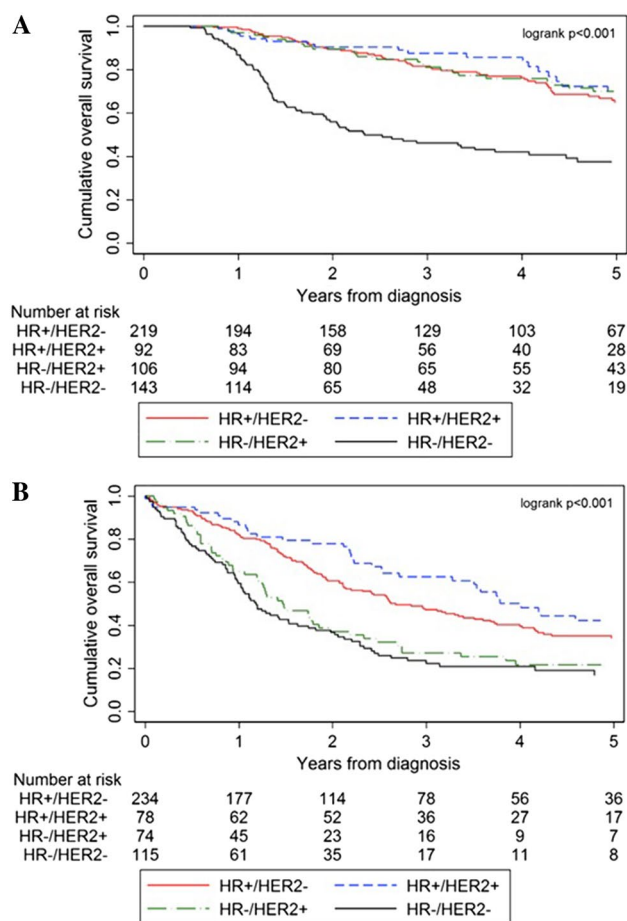 A
logrank p<0.001
Cumulative overall survival
1.0
0.8
0.6
0.4
0.2
0.0
0 1 2 3 4 5
Years from diagnosis
Number at risk
HR+/HER2- 219 194 158 129 103 67
HR+/HER2+ 92 83 69 56 40 28
HR-/HER2+ 106 94 80 65 55 43
HR-/HER2- 143 114 65 48 32 19
HR+/HER2- HR+/HER2+
HR-/HER2+ HR-/HER2-
B
logrank p<0.001
Cumulative overall survival
1.0
0.8
0.6
0.4
0.2
0.0
0 1 2 3 4 5
Years from diagnosis
Number at risk
HR+/HER2- 234 177 114 78 56 36
HR+/HER2+ 78 62 52 36 27 17
HR-/HER2+ 74 45 23 16 9 7
HR-/HER2- 115 61 35 17 11 8
HR+/HER2- HR+/HER2+
HR-/HER2+ HR-/HER2-